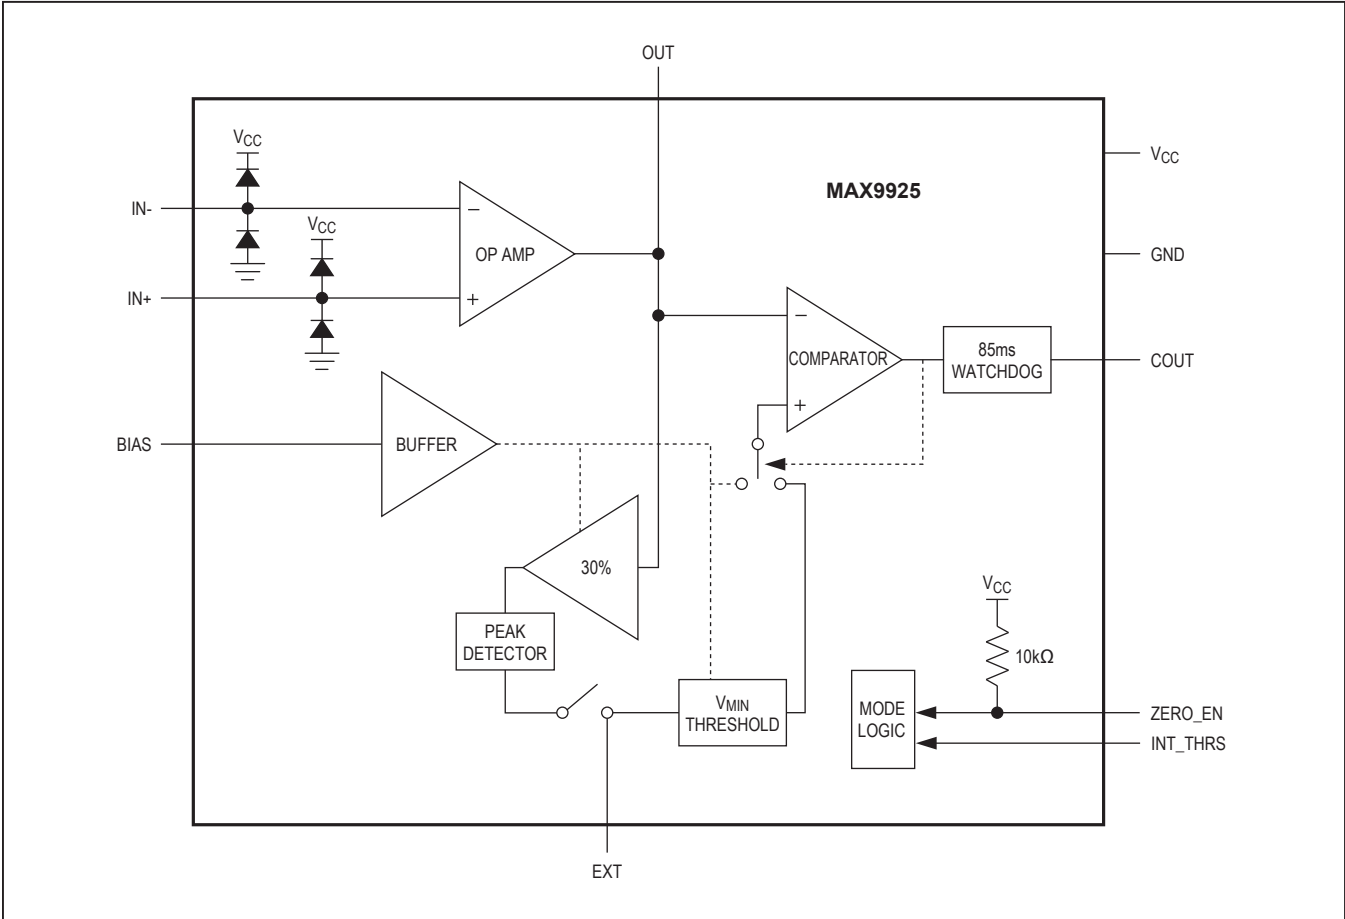 OUT
VCC
VCC
MAX9925
IN-
VCC
−
OP AMP
GND
IN+
+
−
COMPARATOR
85ms
WATCHDOG
COUT
+
BIAS
BUFFER
30%
VCC
PEAK
DETECTOR
10kΩ
VMIN
THRESHOLD
MODE
LOGIC
ZERO_EN
INT_THRS
EXT